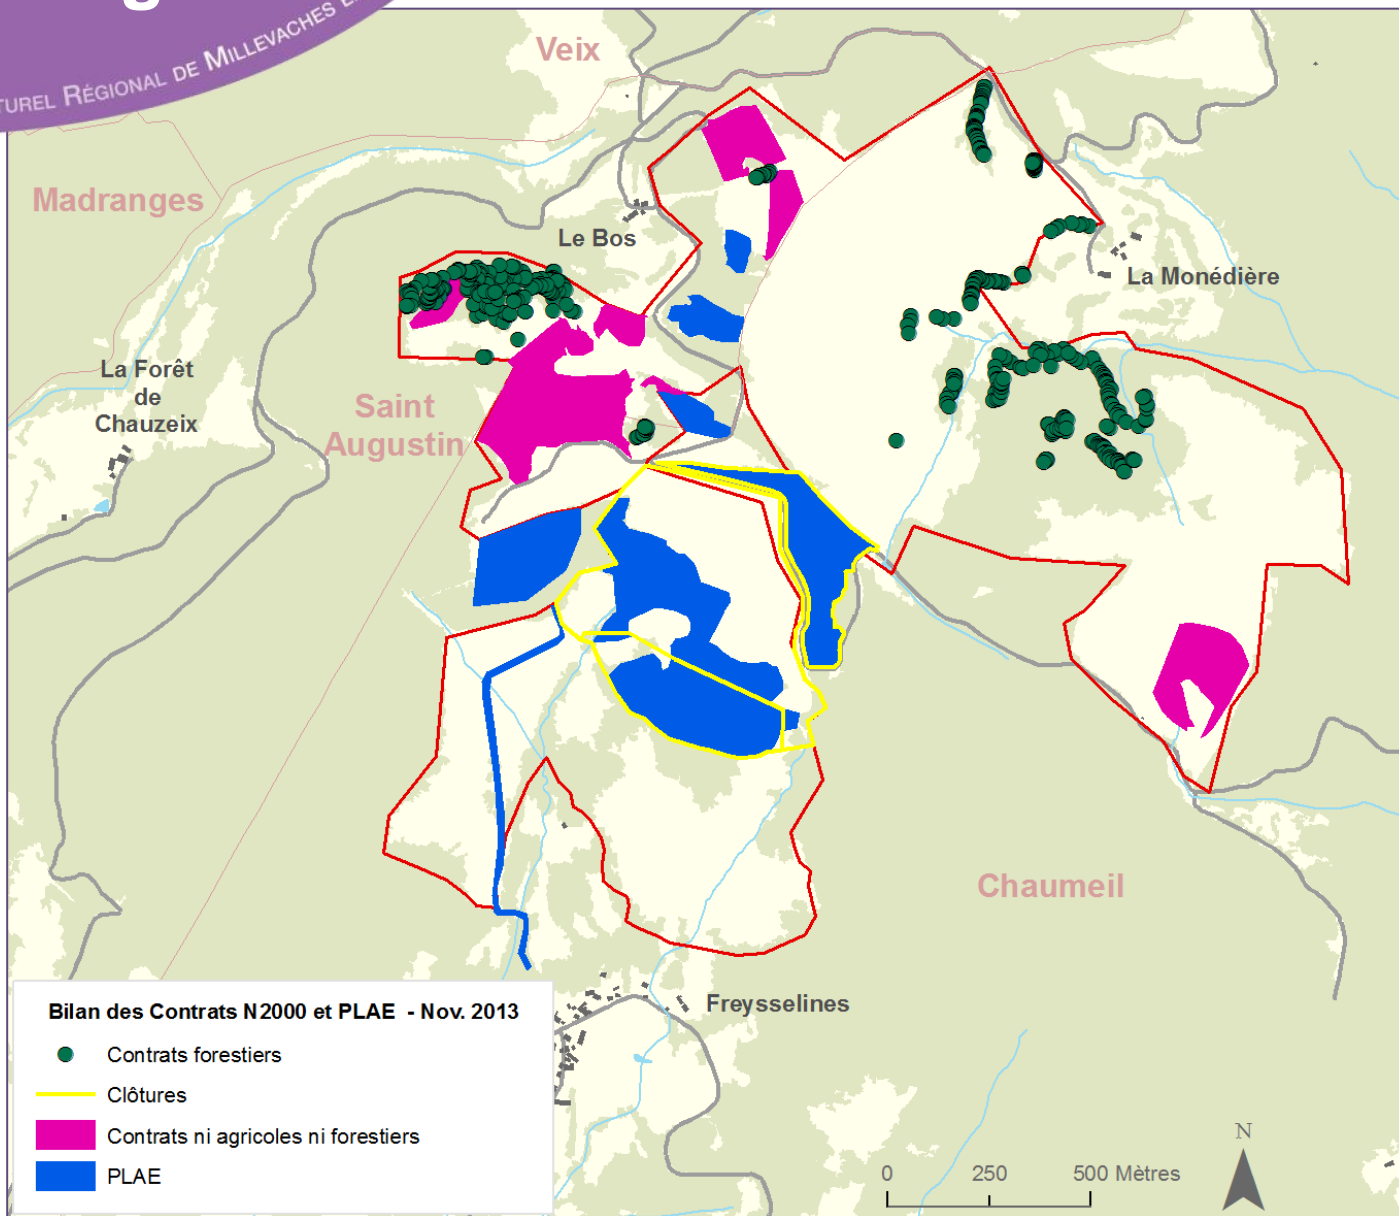 g
TUREL RÉGIONAL DE MILLEVACHES E
Veix
Madranges
Le Bos
La Monédière
La Forêt
de
Chauzeix
Saint
Augustin
Chaumeil
Freysselines
Bilan des Contrats N2000 et PLAE - Nov. 2013
Contrats forestiers
Clôtures
Contrats ni agricoles ni forestiers
PLAE
0 250 500 Mètres
N